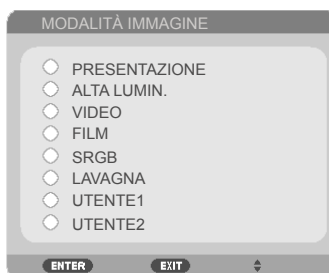 MODALITÀ IMMAGINE
PRESENTAZIONE
ALTA LUMIN.
VIDEO
FILM
SRGB
LAVAGNA
UTENTE1
UTENTE2
ENTER EXIT